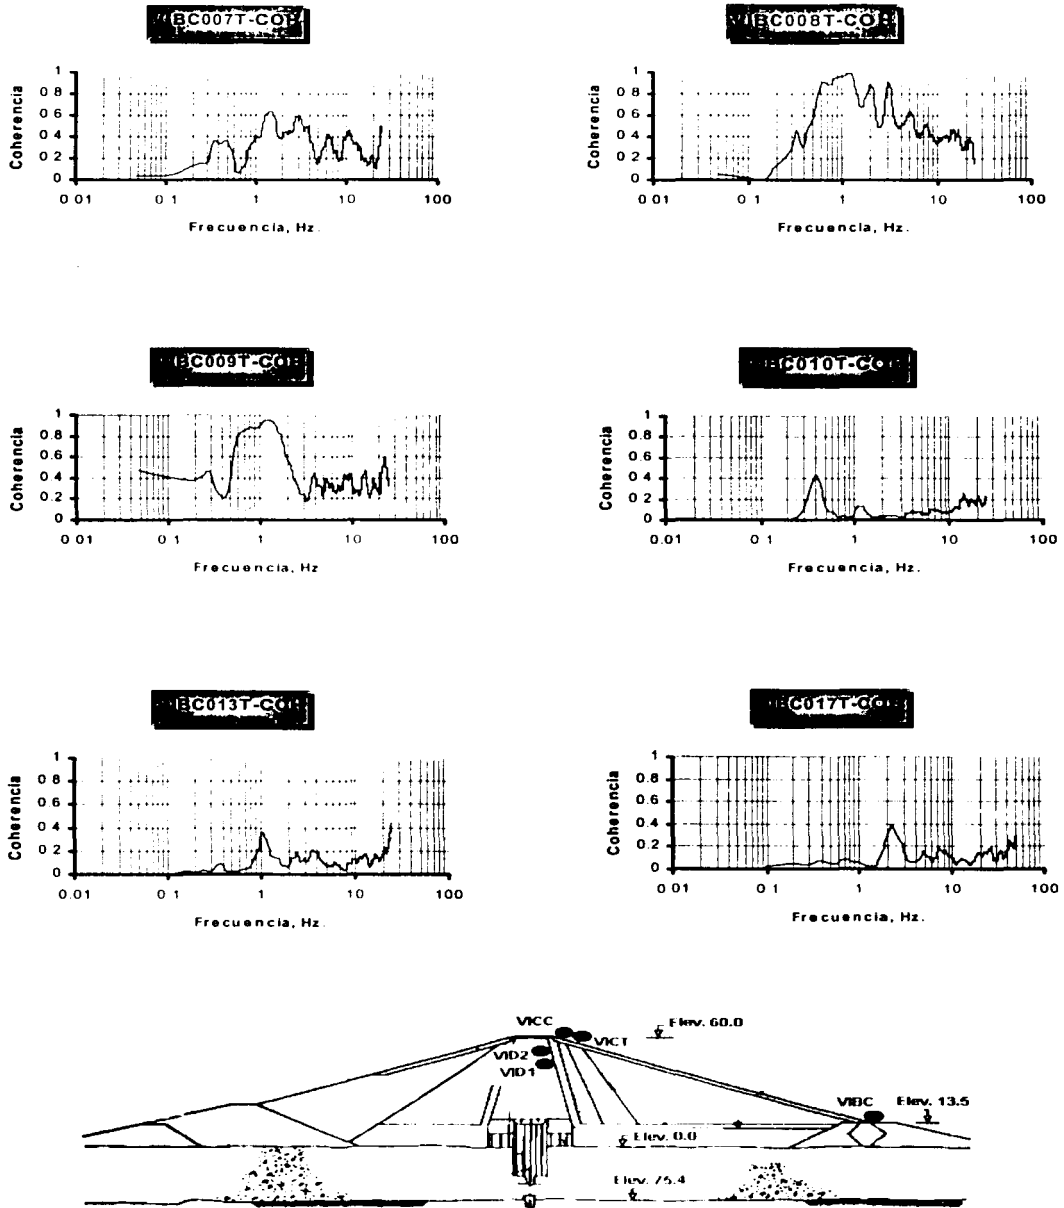 BC007T-CO
BC008T-CO
Coherencia
1
0 8
0 6
0 4
0 2
0
0 01
0 1
1
10
100
Frecuencia, Hz.
Coherencia
1
0 8
0 6
0 4
0 2
0
0 01
0 1
1
10
100
Frecuencia, Hz.
BC009T-CO
BC010T-CO
Coherencia
1
0 8
0 6
0 4
0 2
0
0 01
0 1
1
10
100
Frecuencia, Hz
Coherencia
1
0 8
0 6
0 4
0 2
0
0 01
0 1
1
10
100
Frecuencia, Hz.
BC013T-CO
BC017T-CO
Coherencia
1
0 8
0 6
0 4
0 2
0
0 01
0 1
1
10
100
Frecuencia, Hz.
Coherencia
1
0 8
0 6
0 4
0 2
0
0 01
0 1
1
10
100
Frecuencia, Hz.
VICC
Elev. 60.0
VICT
VID2
VID1
VIBC
Elev. 13.5
Elev. 0.0
Elev. 75.4